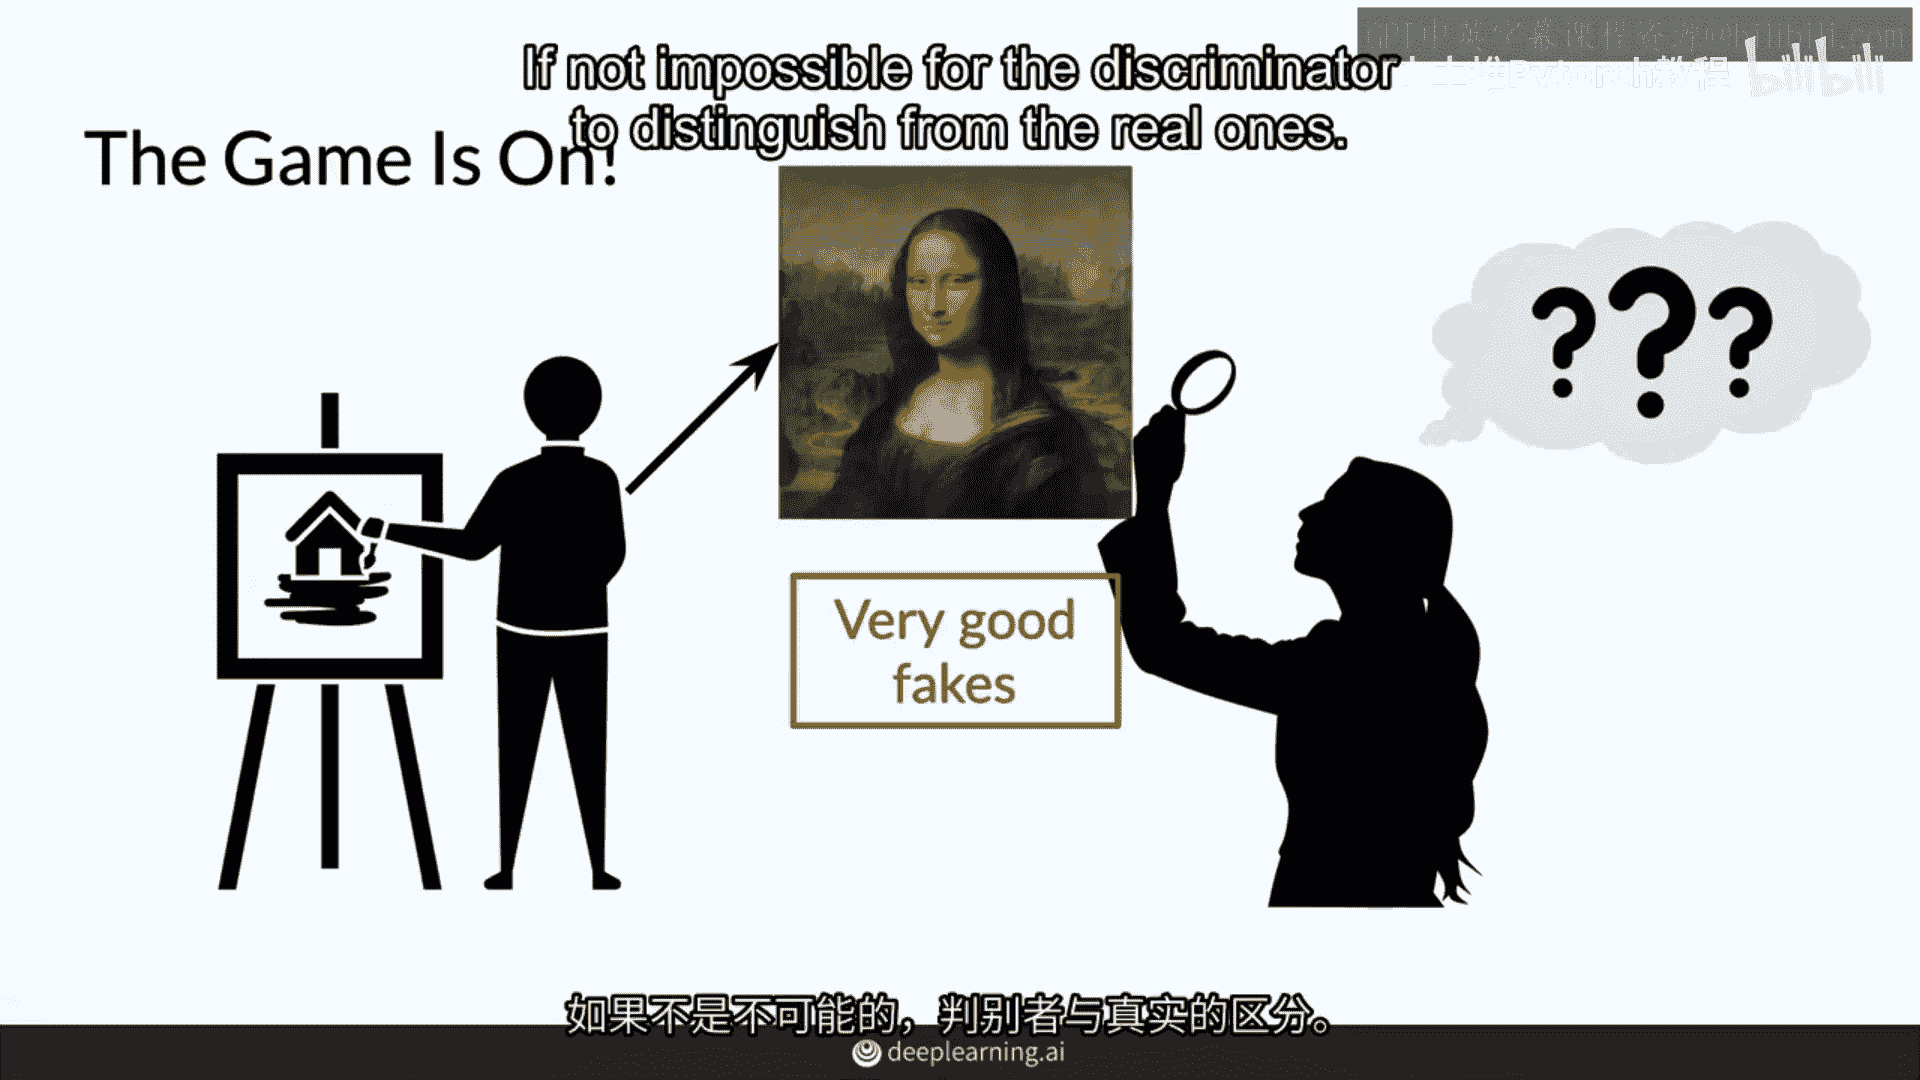 If not impossible for the discriminator
to distinguish from the real ones.
The Game Is On!
? ? ?
Very good
fakes
如果不是不可能的，判别者与真实的区分。
deeplearning.ai
bilibili